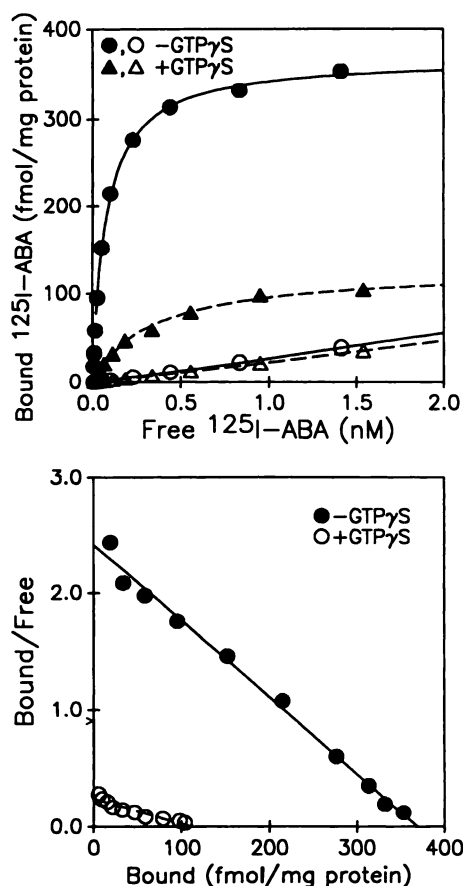 400
300
200
100
0
Bound ¹²⁵I-ABA (fmol/mg protein)
●,○ -GTPγS
▲,△ +GTPγS
0.0 0.5 1.0 1.5 2.0
Free ¹²⁵I-ABA (nM)
3.0
2.0
1.0
0.0
Bound/Free
●-GTPγS
○+GTPγS
0 100 200 300 400
Bound (fmol/mg protein)